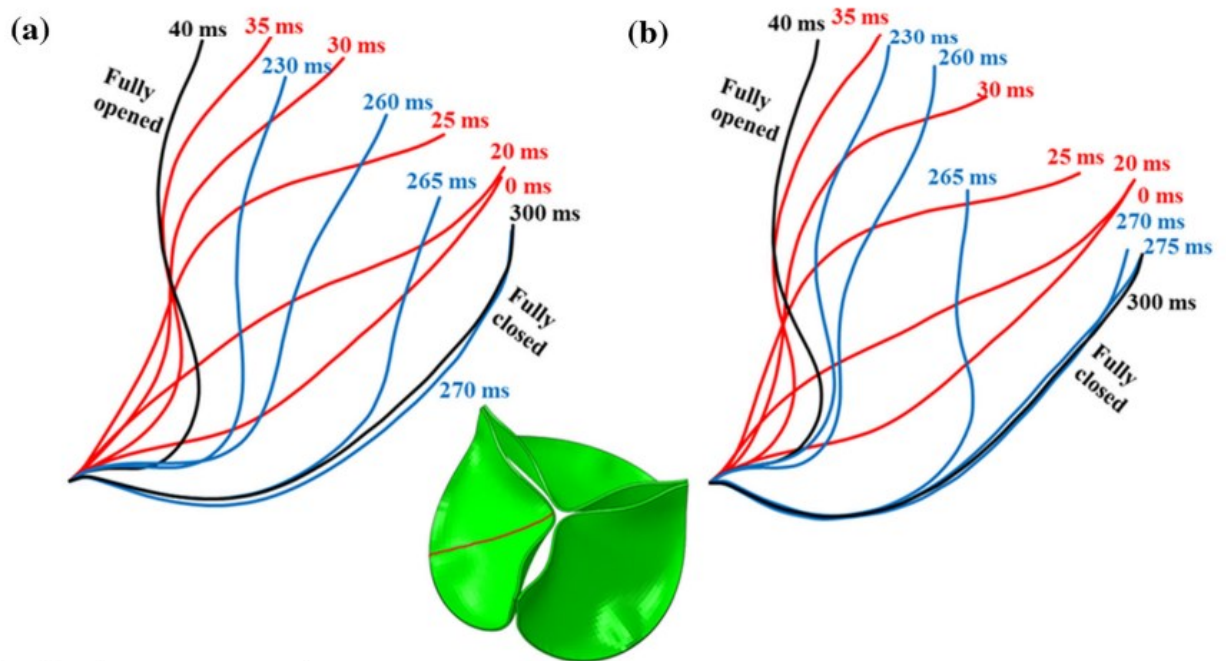 (a)
40 ms
35 ms
30 ms
230 ms
Fully
opened
260 ms
25 ms
20 ms
0 ms
265 ms
300 ms
Fully
closed
270 ms
(b)
40 ms
35 ms
230 ms
260 ms
Fully
opened
30 ms
25 ms
20 ms
265 ms
0 ms
270 ms
275 ms
300 ms
Fully
closed